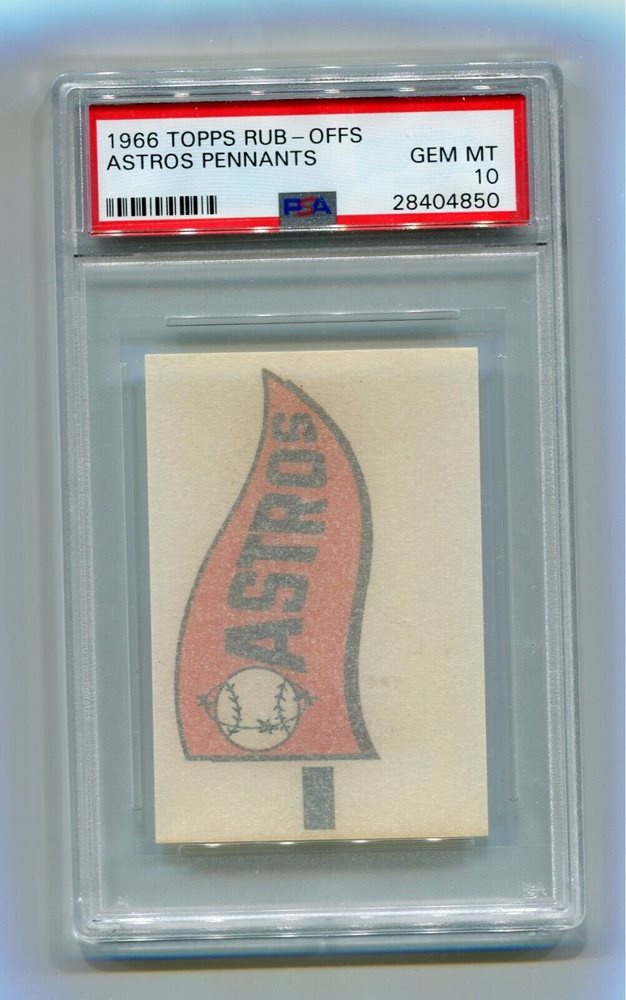 1966 TOPPS RUB-OFFS
ASTROS PENNANTS
GEM MT
10
PSA
28404850
ASTROS